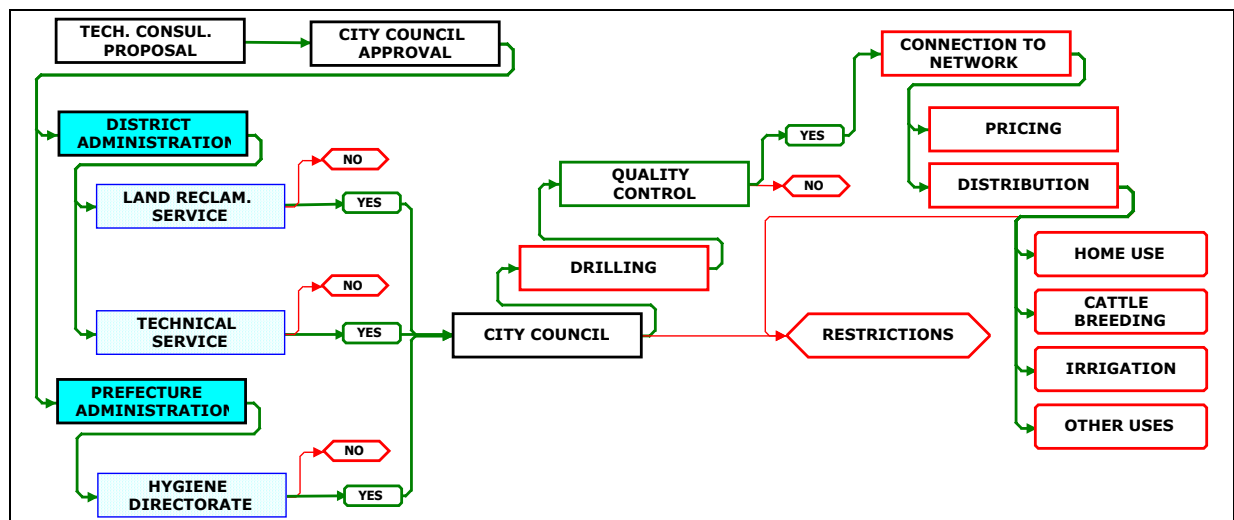 TECH. CONSUL.
PROPOSAL
CITY COUNCIL
APPROVAL
CONNECTION TO
NETWORK
DISTRICT
ADMINISTRATION
PRICING
YES
NO
QUALITY
CONTROL
NO
DISTRIBUTION
LAND RECLAM.
SERVICE
YES
DRILLING
HOME USE
NO
CATTLE
BREEDING
TECHNICAL
SERVICE
YES
CITY COUNCIL
RESTRICTIONS
IRRIGATION
PREFECTURE
ADMINISTRATION
OTHER USES
NO
HYGIENE
DIRECTORATE
YES